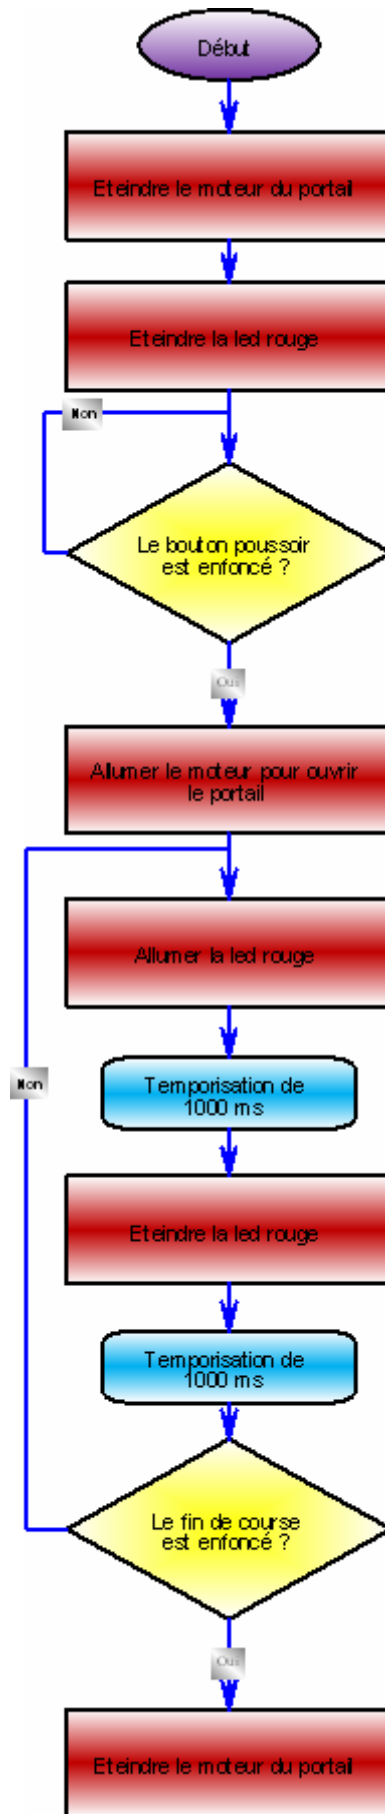 Début
Eteindre le moteur du portail
Eteindre la led rouge
Non
Le bouton poussoir
est enfoncé ?
Oui
Allumer le moteur pour ouvrir
le portail
Allumer la led rouge
Non
Temporisation de
1000 ms
Eteindre la led rouge
Temporisation de
1000 ms
Le fin de course
est enfoncé ?
Oui
Eteindre le moteur du portail